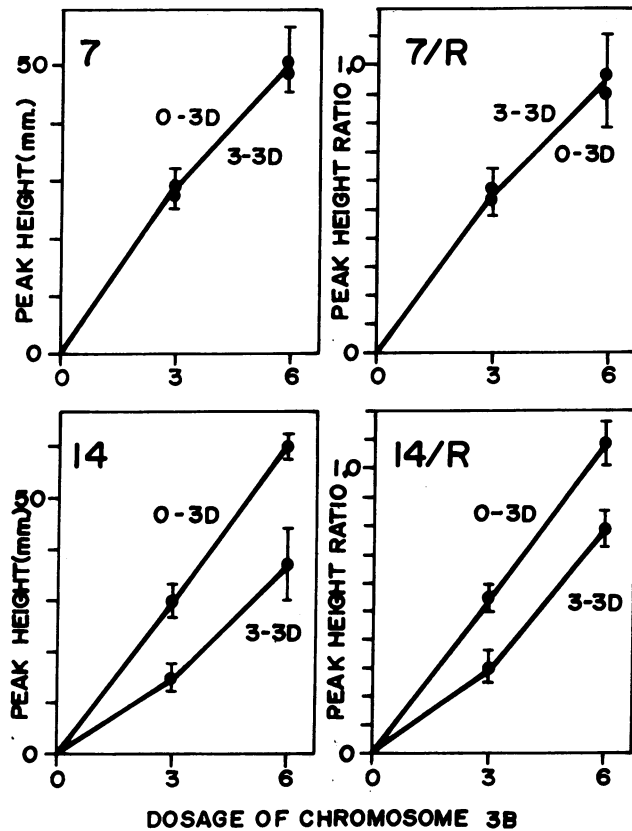 7
50
PEAK HEIGHT(mm.)
0-3D
3-3D
0
0 3 6
7/R
1.0
PEAK HEIGHT RATIO
3-3D
0-3D
0
0 3 6
14
50
PEAK HEIGHT(mm)
0-3D
3-3D
0
0 3 6
14/R
1.0
PEAK HEIGHT RATIO
0-3D
3-3D
0
0 3 6
DOSAGE OF CHROMOSOME 3B